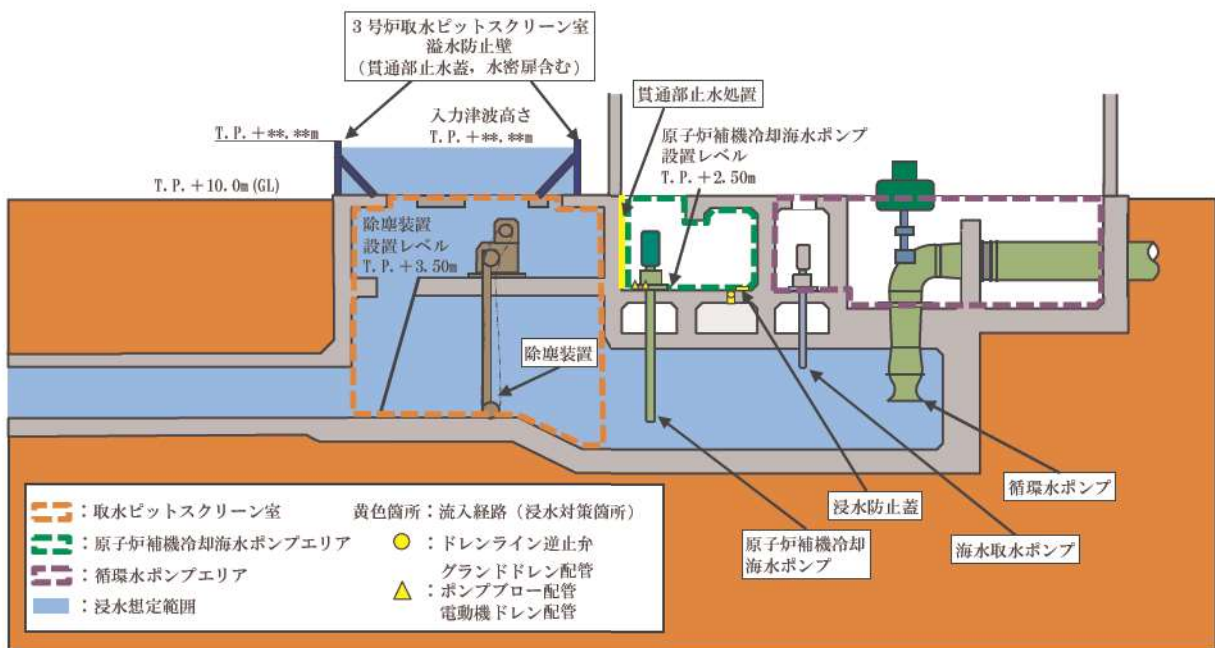 3号炉取水ピットスクリーン室
溢水防止壁
(貫通部止水蓋，水密扉含む)
貫通部止水処置
入力津波高さ
T.P.+**.**m
T.P.+**.**m
原子炉補機冷却海水ポンプ
設置レベル
T.P.+2.50m
T.P.+10.0m(GL)
除塵装置
設置レベル
T.P.+3.50m
除塵装置
循環水ポンプ
浸水防止蓋
海水取水ポンプ
原子炉補機冷却
海水ポンプ
：取水ピットスクリーン室
：原子炉補機冷却海水ポンプエリア
：循環水ポンプエリア
：浸水想定範囲
黄色箇所：流入経路（浸水対策箇所）
：ドレンライン逆止弁
グランドドレン配管
：ポンプブロー配管
電動機ドレン配管